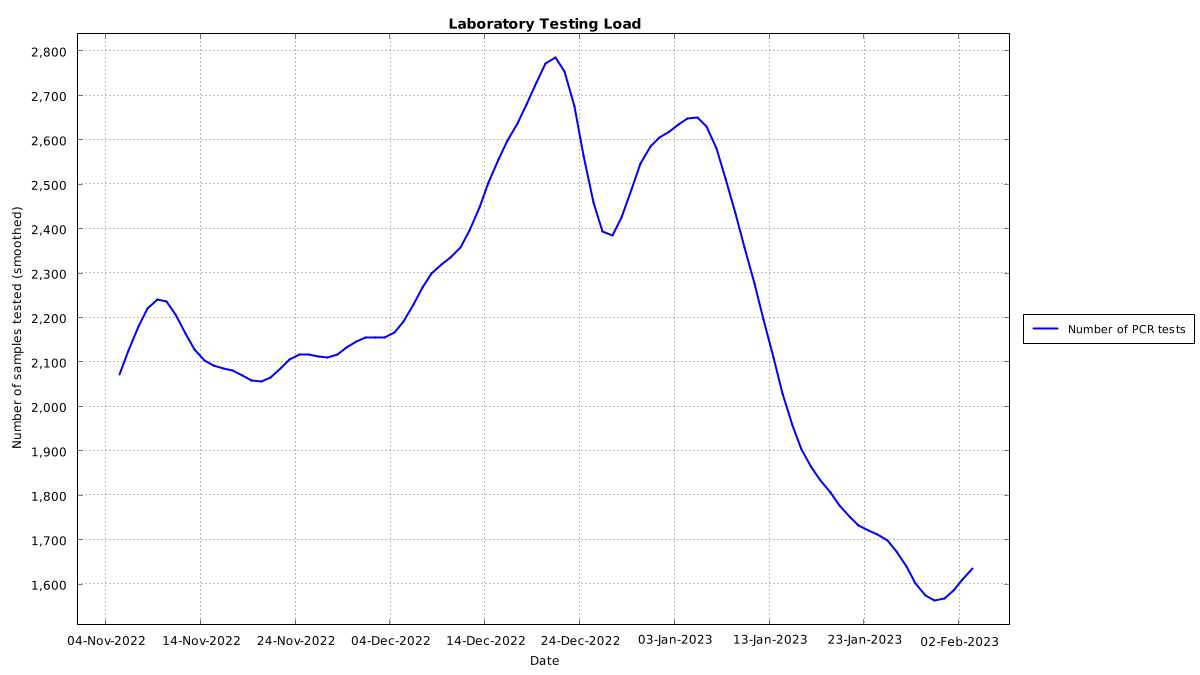 Laboratory Testing Load
Number of samples tested (smoothed)
2,800
2,700
2,600
2,500
2,400
2,300
2,200
2,100
2,000
1,900
1,800
1,700
1,600
04-Nov-2022
14-Nov-2022
24-Nov-2022
04-Dec-2022
14-Dec-2022
24-Dec-2022
03-Jan-2023
13-Jan-2023
23-Jan-2023
02-Feb-2023
Date
Number of PCR tests